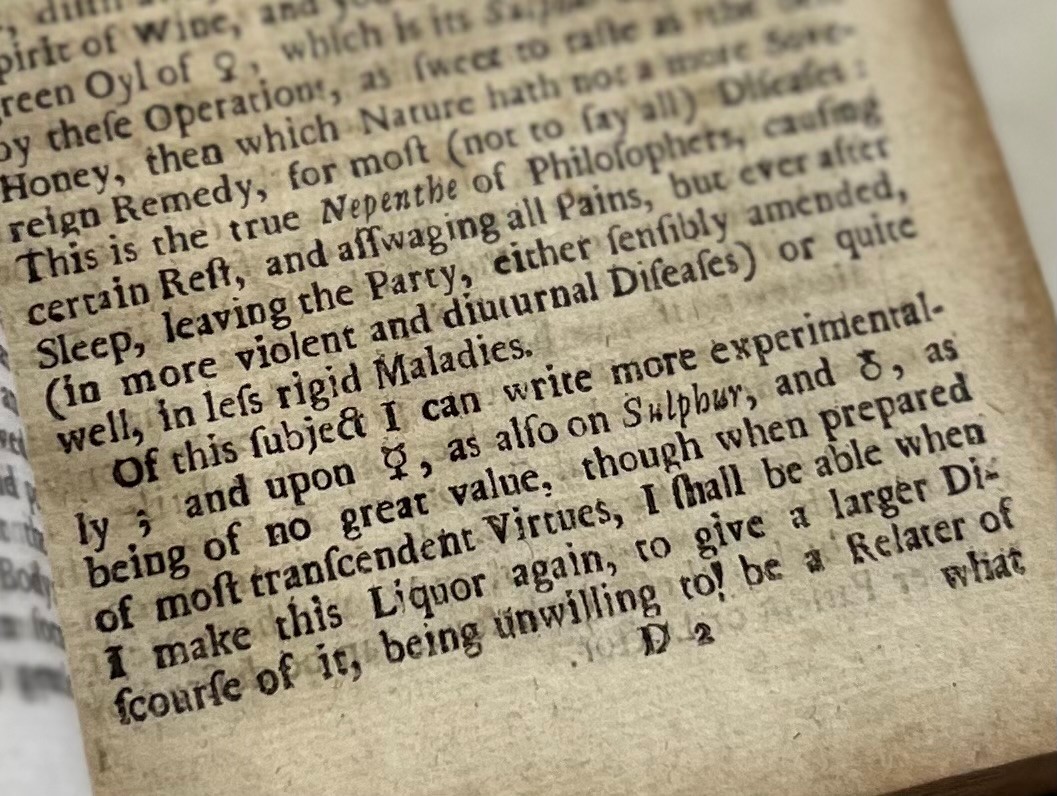 pirit of Wine, and
reen Oyl of ♀, which is its
by theſe Operations, as ſweet to taſte as
Honey, then which Nature hath not a more Sove-
reign Remedy, for moſt (not to ſay all) Diſeaſes:
This is the true Nepenthe of Philoſophers, cauſing
certain Reſt, and aſſwaging all Pains, but ever after
Sleep, leaving the Party, either ſenſibly amended,
(in more violent and diuturnal Diſeaſes) or quite
well, in leſs rigid Maladies.
Of this ſubject I can write more experimental-
ly; and upon ☿, as alſo on Sulphur, and ♁, as
being of no great value, though when prepared
of moſt tranſcendent Virtues, I ſhall be able when
I make this Liquor again, to give a larger Di-
ſcourſe of it, being unwilling to! be a Relater of
D 2
what